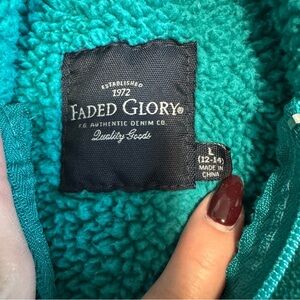 ESTABLISHED
1972
FADED GLORY®
F.G. AUTHENTIC DENIM CO.
Quality Goods
L
(12-14)
MADE IN
CHINA